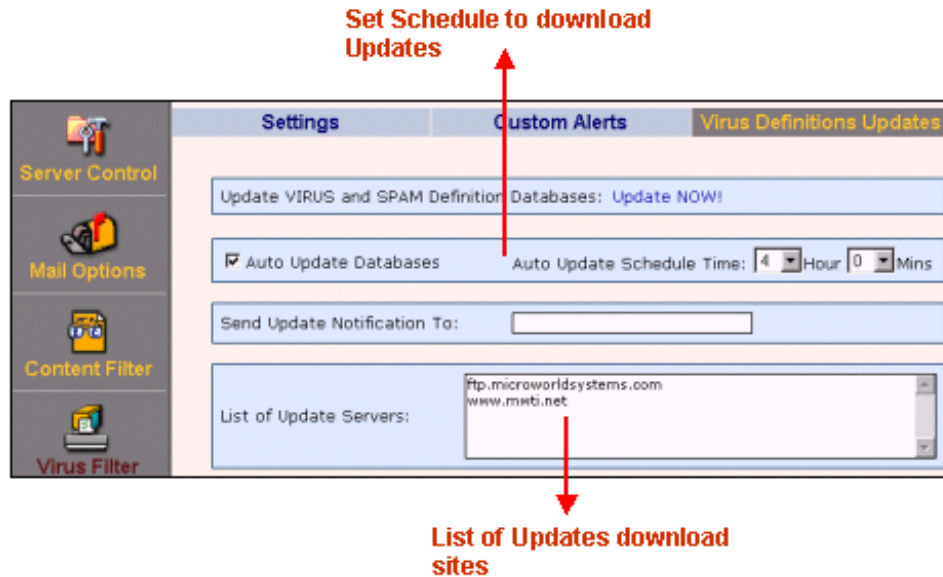 Set Schedule to download
Updates
Settings
Custom Alerts
Virus Definitions Updates
Server Control
Update VIRUS and SPAM Definition Databases: Update NOW!
Mail Options
Auto Update Databases
Auto Update Schedule Time: 4 Hour 0 Mins
Send Update Notification To:
Content Filter
List of Update Servers:
ftp.microworldsystems.com
www.mwti.net
Virus Filter
List of Updates download
sites